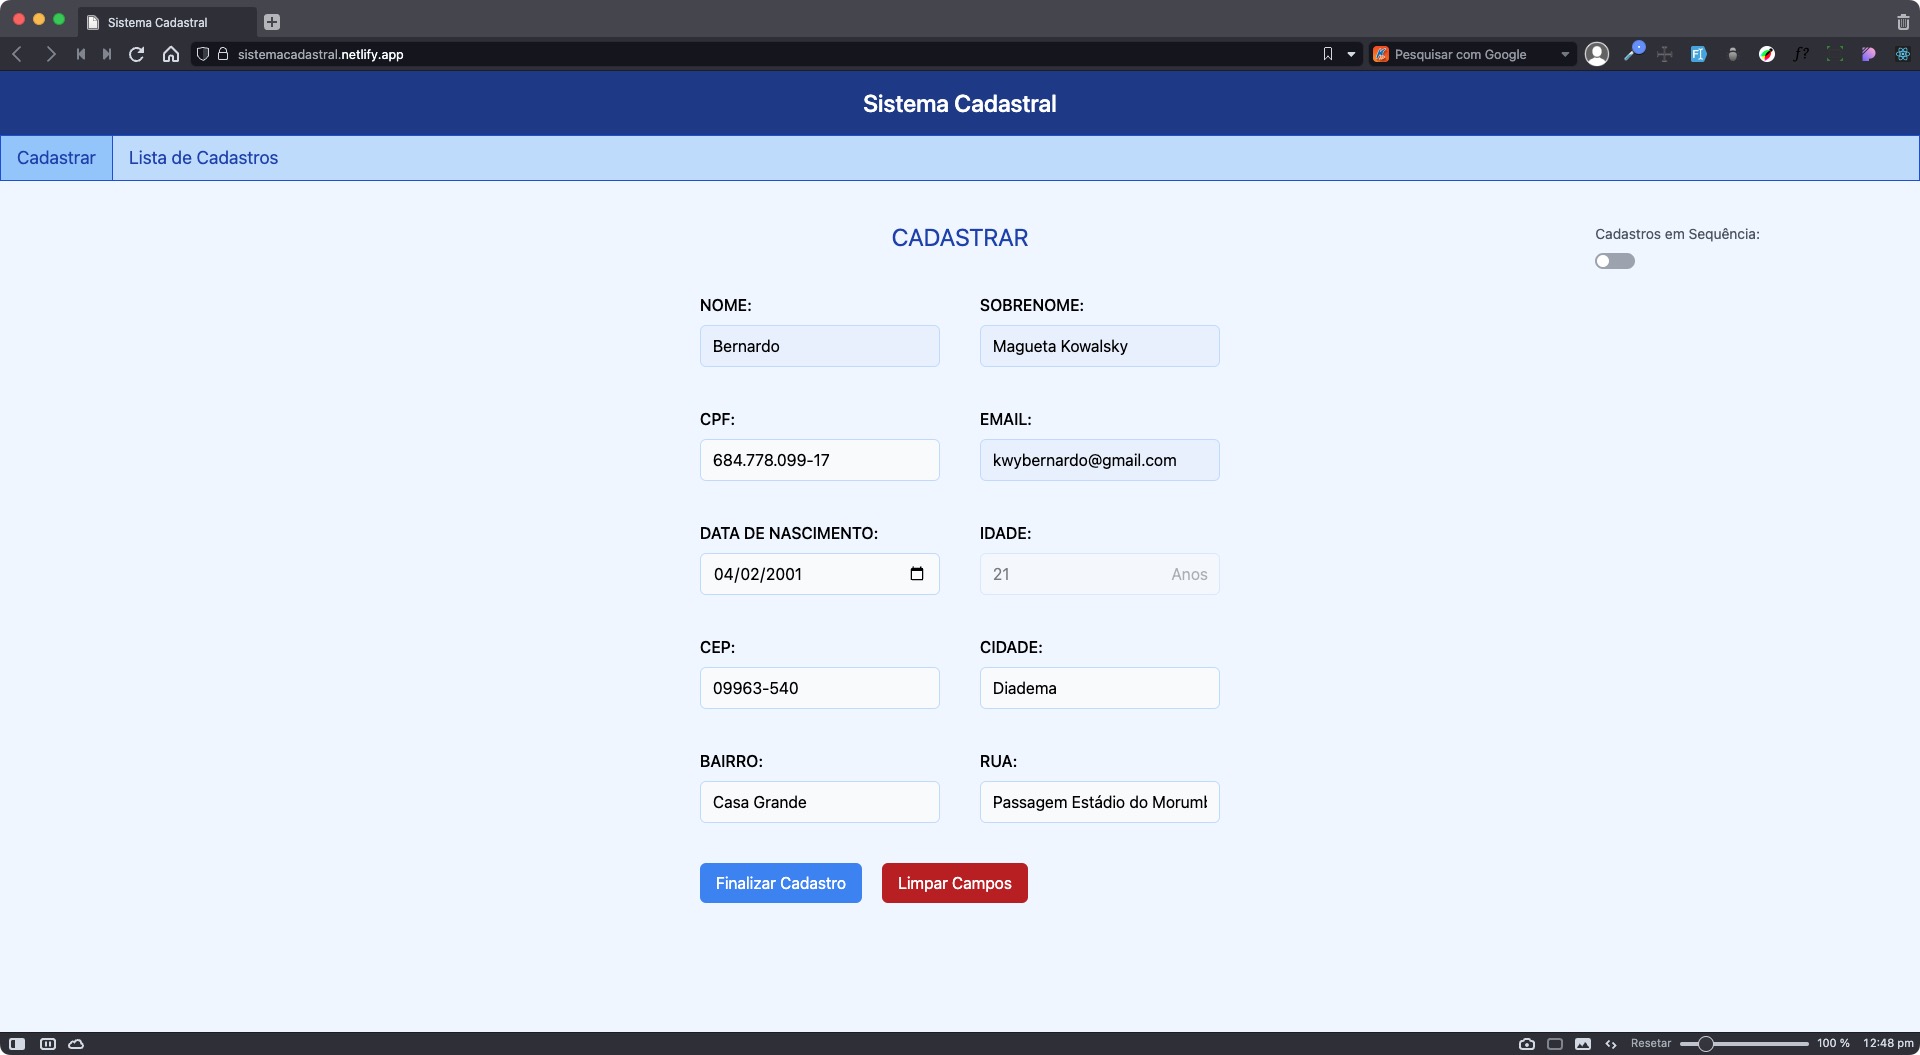 Sistema Cadastral
sistemacadastral.netlify.app
Pesquisar com Google
Sistema Cadastral
Cadastrar
Lista de Cadastros
CADASTRAR
Cadastros em Sequência:
NOME:
SOBRENOME:
Bernardo
Magueta Kowalsky
CPF:
EMAIL:
684.778.099-17
kwybernardo@gmail.com
DATA DE NASCIMENTO:
IDADE:
04/02/2001
21
Anos
CEP:
CIDADE:
09963-540
Diadema
BAIRRO:
RUA:
Casa Grande
Passagem Estádio do Morumb
Finalizar Cadastro
Limpar Campos
Resetar
100 %
12:48 pm